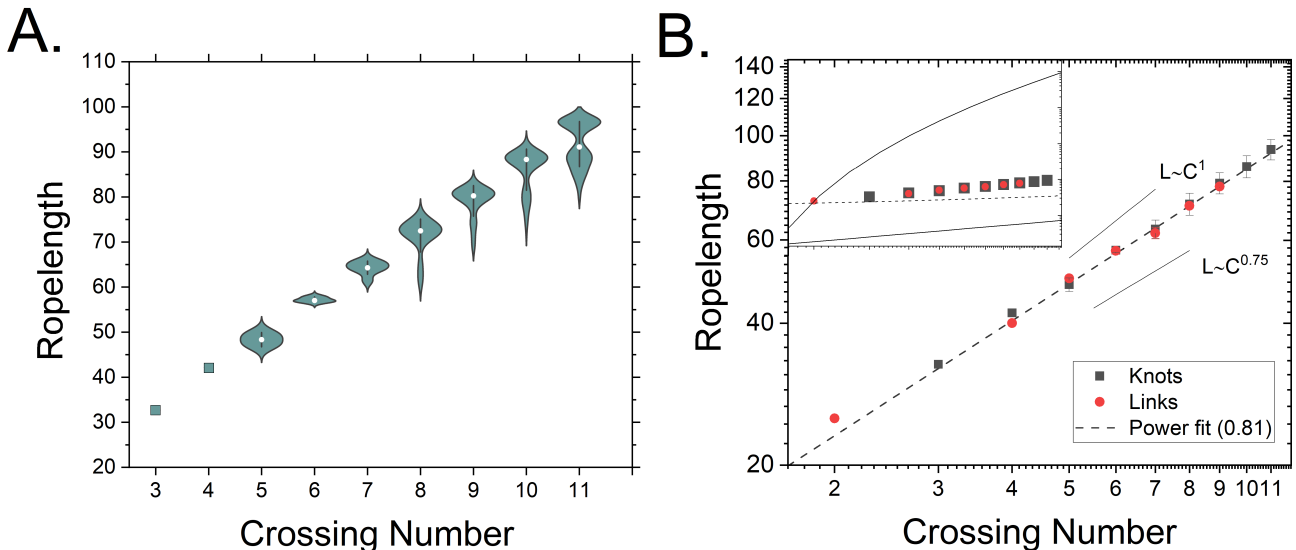 A.
110
100
90
80
70
60
50
40
30
20
3 4 5 6 7 8 9 10 11
Ropelength
Crossing Number
B.
140
120
100
80
60
40
20
2 3 4 5 6 7 8 9 10 11
Ropelength
Crossing Number
L~C¹
L~C⁰·⁷⁵
Knots
Links
Power fit (0.81)